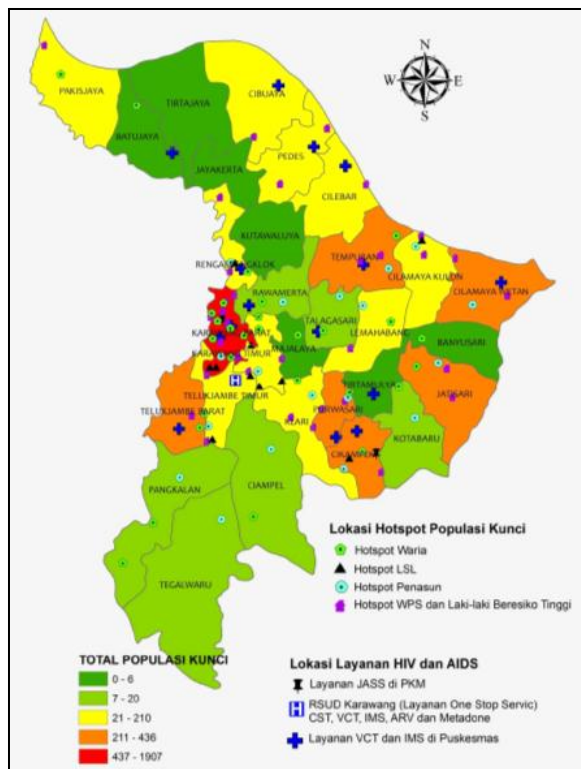 N
W E
S
PAKISJAYA
TIRTAJAYA
CIBUAYA
BATUJAYA
PEDES
JAYAKERTA
CILEBAR
KUTAWALUYA
TEMPURAN
CILAMAYA KULON
CILAMAYA WETAN
RAWAMERTA
TALAGASARI
LEMAHABANG
BANYUSARI
MAJALAYA
TIMUR
TELUKJAMBE TIMUR
TIRTAMULYA
JATISARI
TELUKJAMBE BARAT
KLARI
PURWASARI
KOTABARU
CIKAMPEK
PANGKALAN
CIAMPEL
TEGALWARU
Lokasi Hotspot Populasi Kunci
Hotspot Waria
Hotspot LSL
Hotspot Penasun
Hotspot WPS dan Laki-laki Beresiko Tinggi
TOTAL POPULASI KUNCI
0 - 6
7 - 20
21 - 210
211 - 436
437 - 1907
Lokasi Layanan HIV dan AIDS
Layanan JASS di PKM
H RSUD Karawang (Layanan One Stop Servic)
CST, VCT, IMS, ARV dan Metadone
Layanan VCT dan IMS di Puskesmas